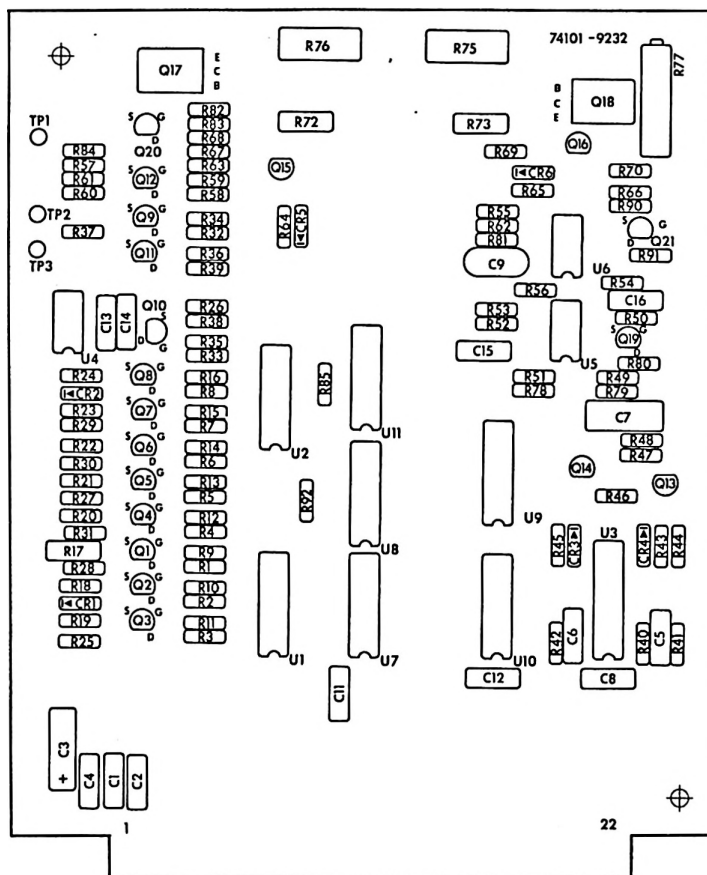 R76
R75
74101 -9232
R77
Q17
E
C
B
B
C
E
Q18
TP1
S
G
D
Q20
R82
R83
R68
R67
R63
R59
R58
R72
R73
Q16
R84
R57
R61
R60
S
G
Q12
D
Q15
R69
CR6
R65
R70
R66
R90
TP2
R37
TP3
S
G
Q9
D
S
G
Q11
D
R34
R32
R36
R39
R64
CR5
R55
R62
R81
C9
U6
S
G
D
Q21
R91
R56
R54
C16
R50
U4
C13
C14
Q10
S
D
G
R26
R38
R35
R33
R53
R52
C15
U5
S
G
Q19
D
R80
R24
CR2
R23
R29
R22
R30
R21
R27
R20
R31
R17
R28
R18
CR1
R19
R25
S
G
Q8
D
S
G
Q7
D
S
G
Q6
D
S
G
Q5
D
S
G
Q4
D
S
G
Q1
D
S
G
Q2
D
S
G
Q3
D
R16
R8
R15
R7
R14
R6
R13
R5
R12
R4
R9
R1
R10
R2
R11
R3
R85
U2
U11
R92
U8
U1
U7
C11
R51
R78
R49
R79
C7
R48
R47
Q14
Q13
R46
U9
R45
CR3
U3
CR4
R43
R44
U10
R42
C6
R40
C5
R41
C12
C8
C3
+
C4
C1
C2
1
22